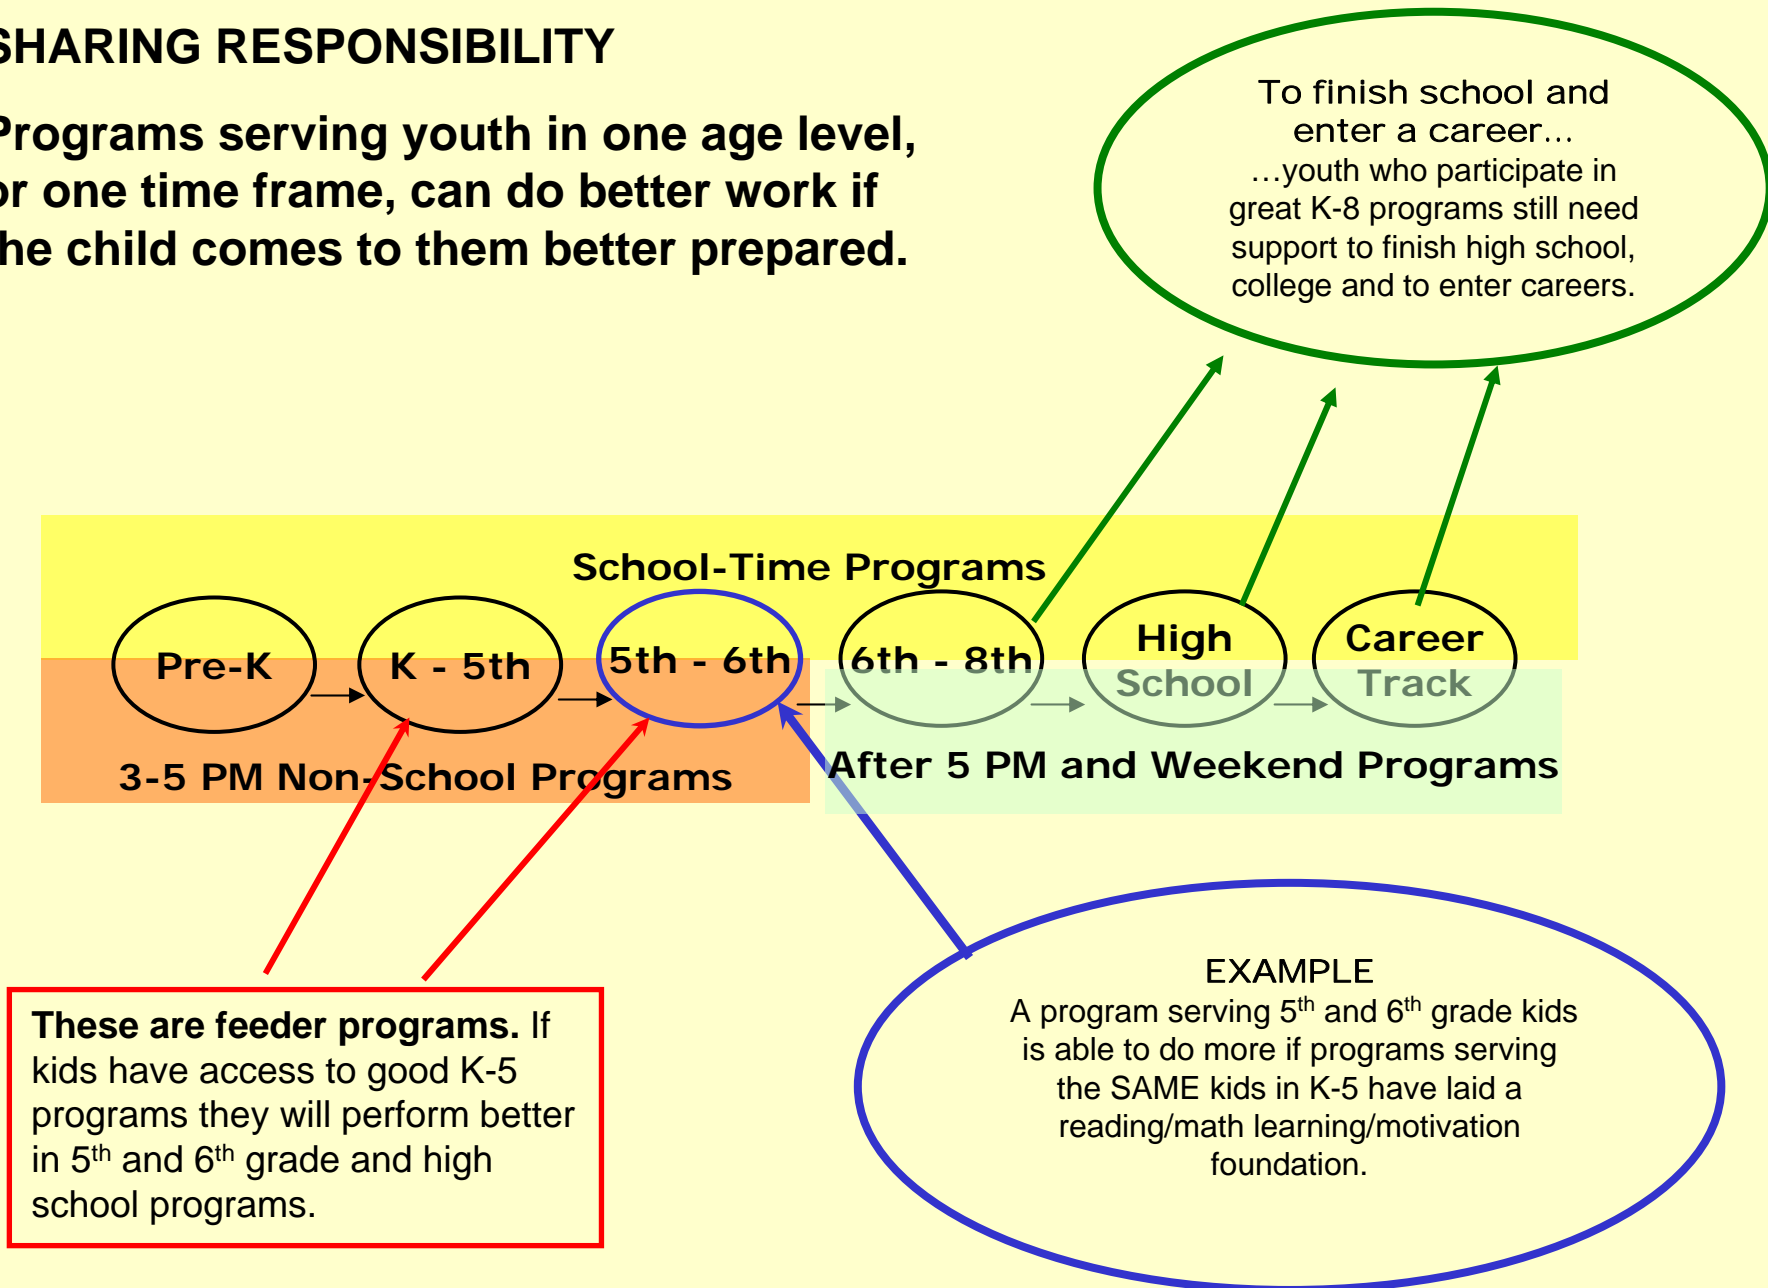 SHARING RESPONSIBILITY
Programs serving youth in one age level,
or one time frame, can do better work if
the child comes to them better prepared.
To finish school and
enter a career…
…youth who participate in
great K-8 programs still need
support to finish high school,
college and to enter careers.
School-Time Programs
Pre-K
K - 5th
5th - 6th
6th - 8th
High
School
Career
Track
3-5 PM Non-School Programs
After 5 PM and Weekend Programs
These are feeder programs. If
kids have access to good K-5
programs they will perform better
in 5th and 6th grade and high
school programs.
EXAMPLE
A program serving 5th and 6th grade kids
is able to do more if programs serving
the SAME kids in K-5 have laid a
reading/math learning/motivation
foundation.